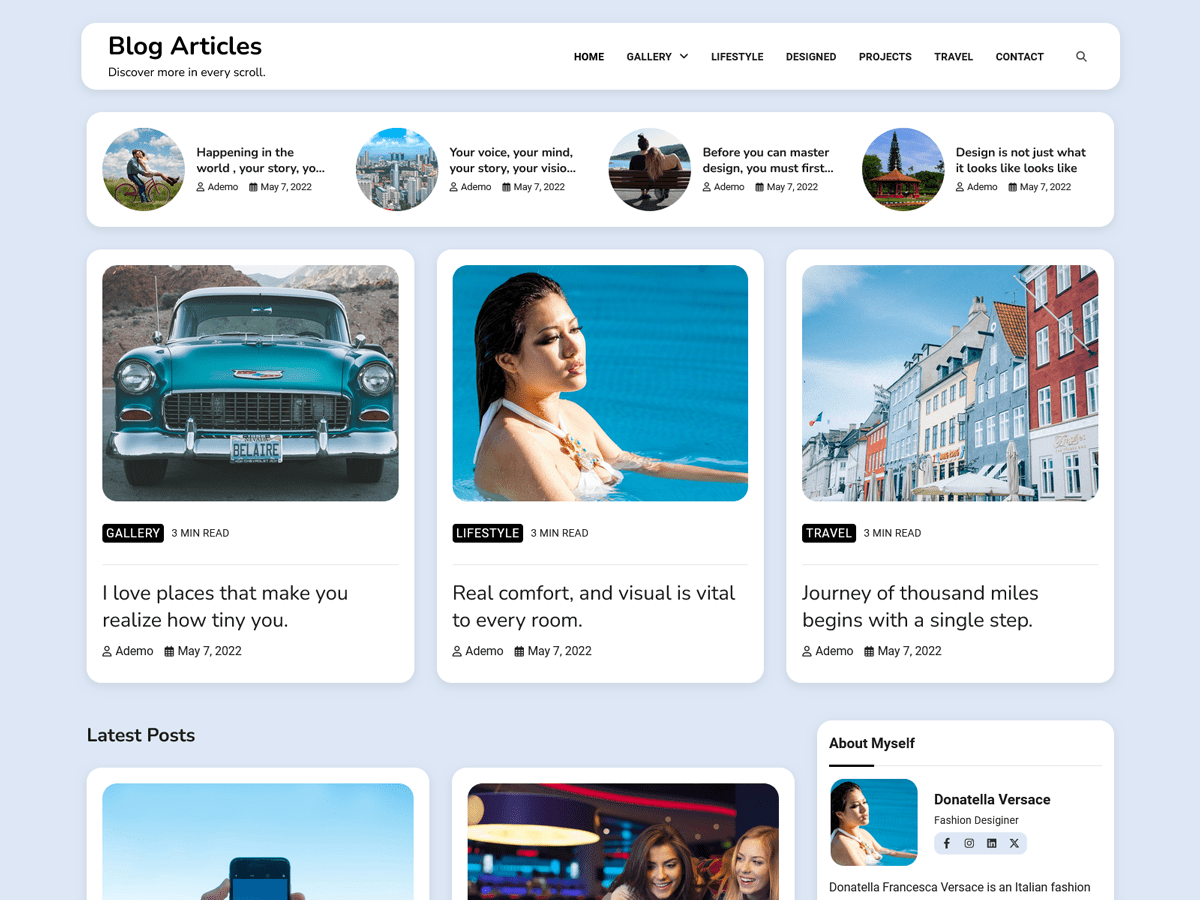 Blog Articles
Discover more in every scroll.
HOME
GALLERY
LIFESTYLE
DESIGNED
PROJECTS
TRAVEL
CONTACT
Happening in the
world , your story, yo...
Ademo May 7, 2022
Your voice, your mind,
your story, your visio...
Ademo May 7, 2022
Before you can master
design, you must first...
Ademo May 7, 2022
Design is not just what
it looks like looks like
Ademo May 7, 2022
BELAIRE
GALLERY 3 MIN READ
I love places that make you
realize how tiny you.
Ademo May 7, 2022
LIFESTYLE 3 MIN READ
Real comfort, and visual is vital
to every room.
Ademo May 7, 2022
TRAVEL 3 MIN READ
Journey of thousand miles
begins with a single step.
Ademo May 7, 2022
Latest Posts
About Myself
Donatella Versace
Fashion Desiginer
Donatella Francesca Versace is an Italian fashion